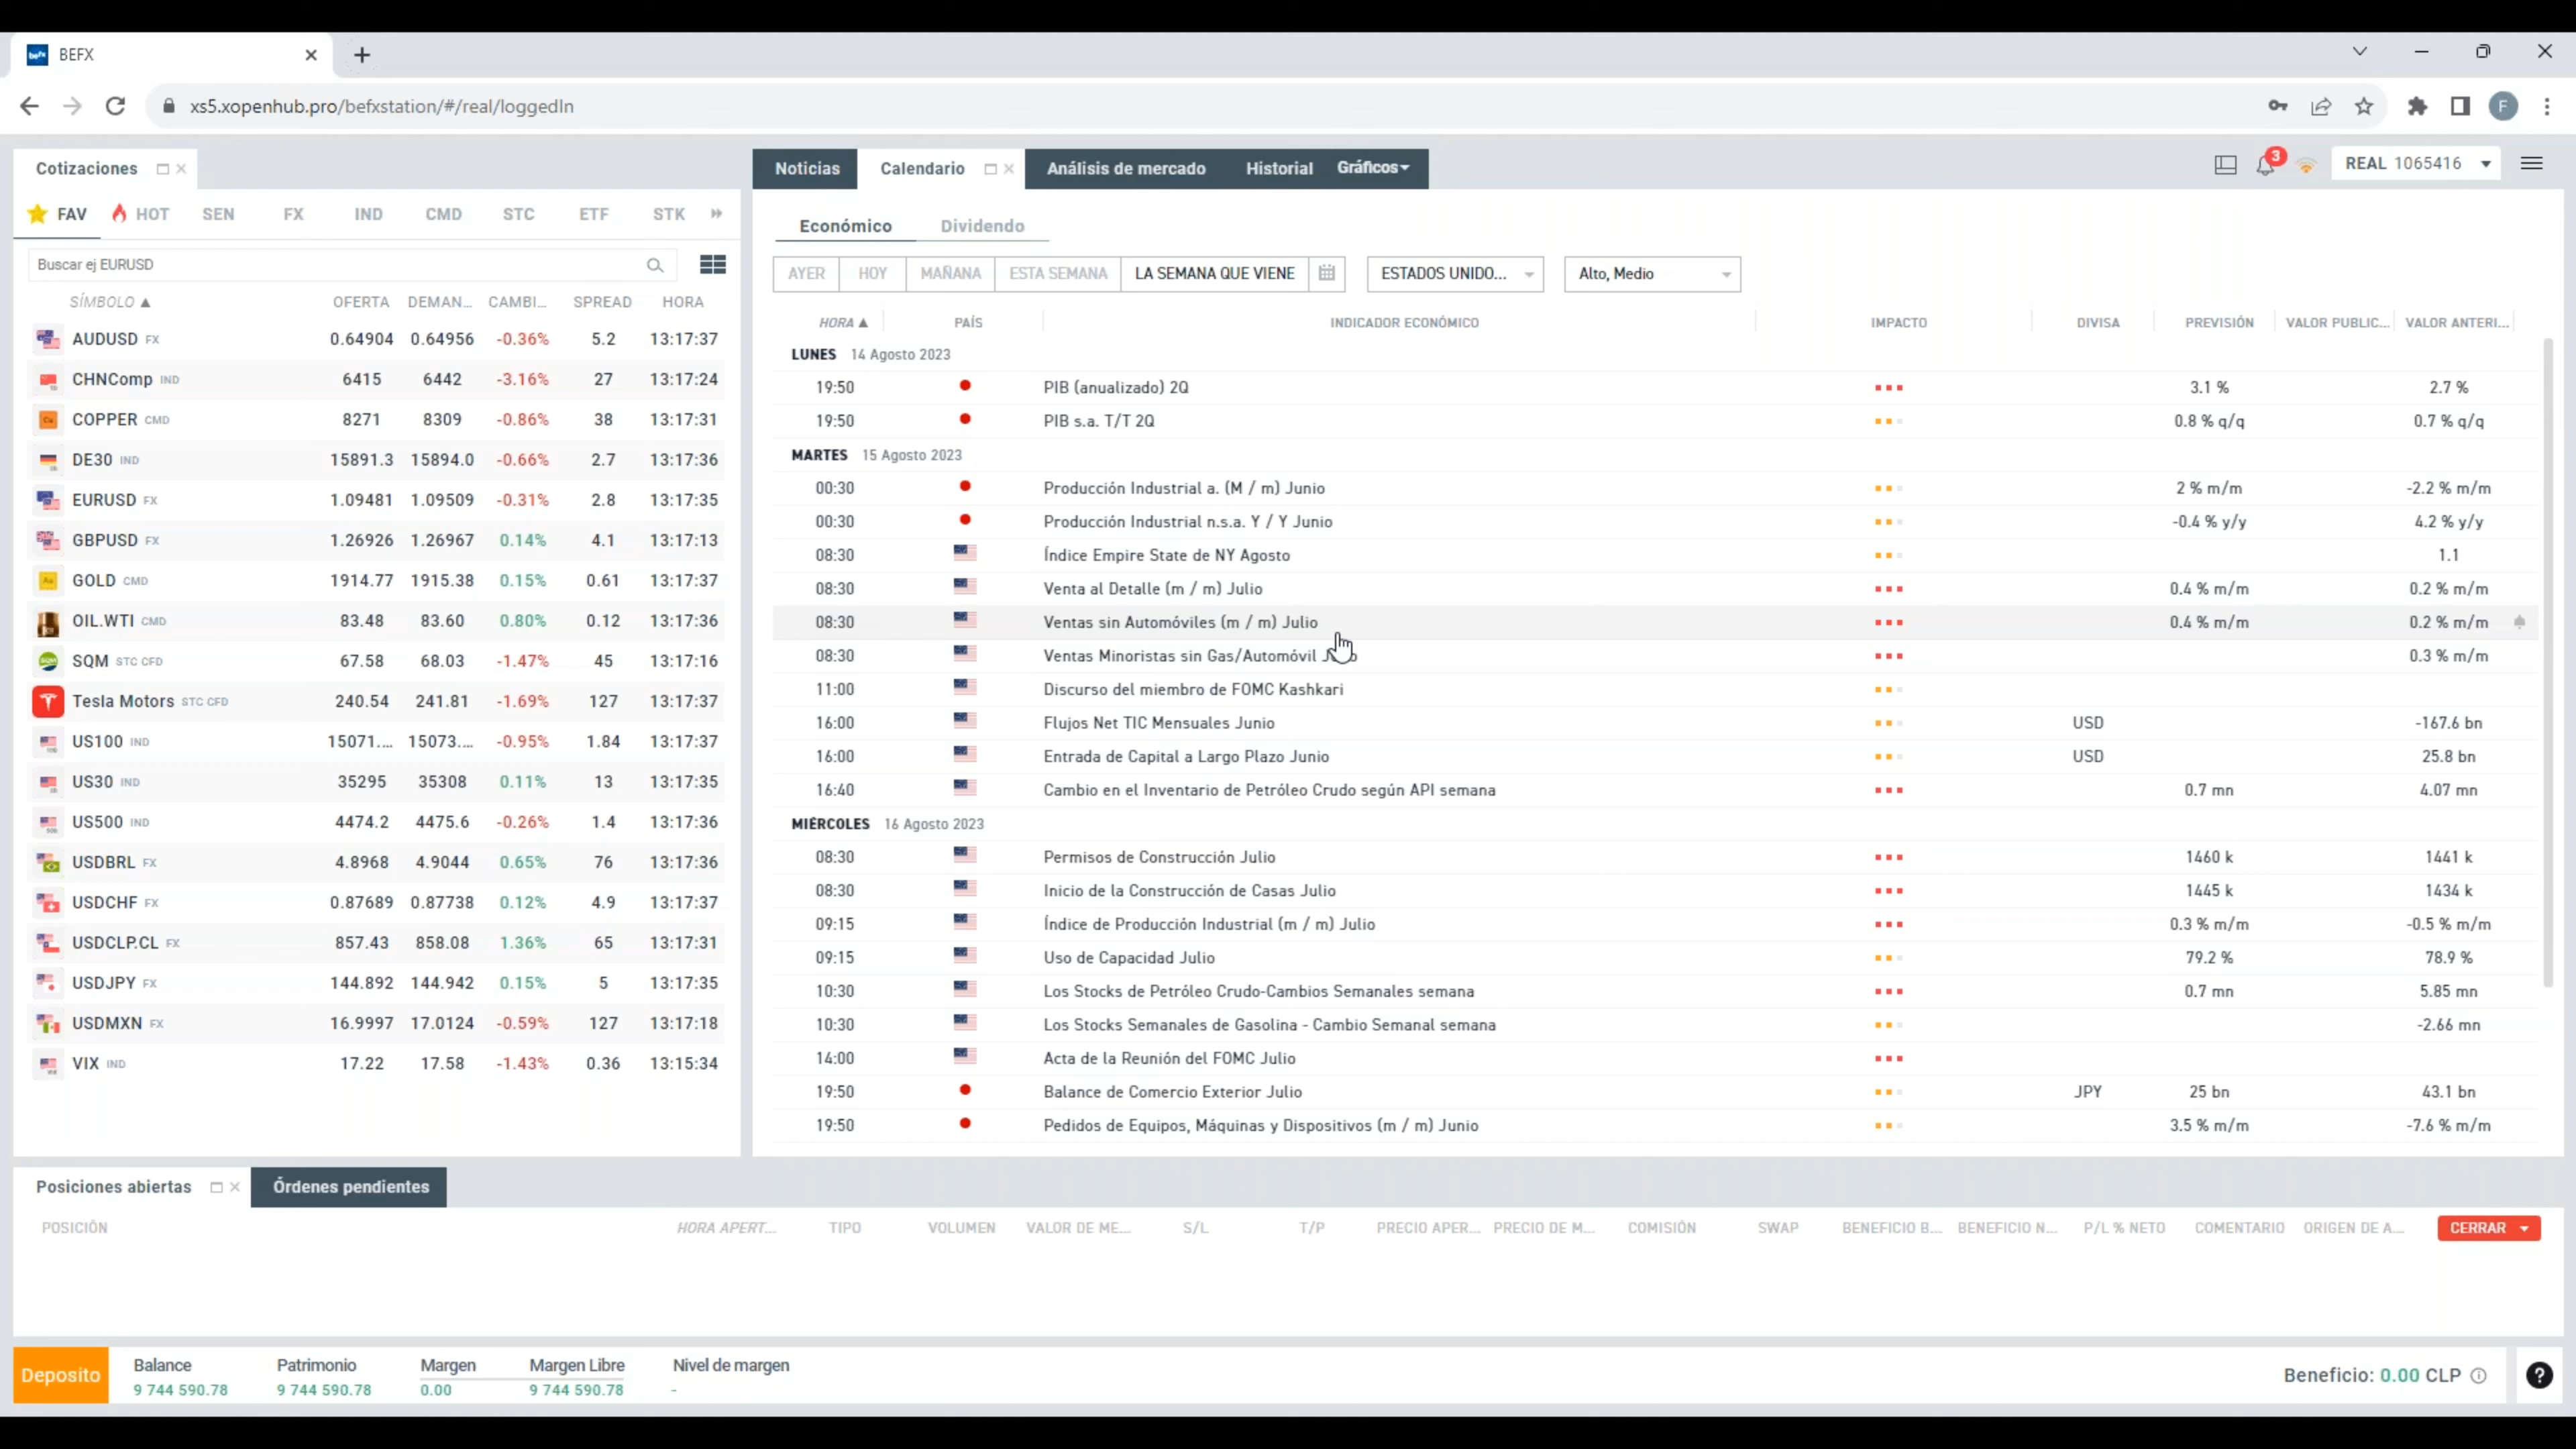 BEFX
xs5.xopenhub.pro/befxstation/#/real/loggedIn
F
Cotizaciones
FAV HOT SEN FX IND CMD STC ETF STK
Buscar ej EURUSD
SÍMBOLO OFERTA DEMAN... CAMBI... SPREAD HORA
AUDUSD FX 0.64904 0.64956 -0.36% 5.2 13:17:37
CHNComp IND 6415 6442 -3.16% 27 13:17:24
COPPER CMD 8271 8309 -0.86% 38 13:17:31
DE30 IND 15891.3 15894.0 -0.66% 2.7 13:17:36
EURUSD FX 1.09481 1.09509 -0.31% 2.8 13:17:35
GBPUSD FX 1.26926 1.26967 0.14% 4.1 13:17:13
GOLD CMD 1914.77 1915.38 0.15% 0.61 13:17:37
OIL.WTI CMD 83.48 83.60 0.80% 0.12 13:17:36
SQM STC CFD 67.58 68.03 -1.47% 45 13:17:16
Tesla Motors STC CFD 240.54 241.81 -1.69% 127 13:17:37
US100 IND 15071.... 15073.... -0.95% 1.84 13:17:37
US30 IND 35295 35308 0.11% 13 13:17:35
US500 IND 4474.2 4475.6 -0.26% 1.4 13:17:36
USDBRL FX 4.8968 4.9044 0.65% 76 13:17:36
USDCHF FX 0.87689 0.87738 0.12% 4.9 13:17:37
USDCLP.CL FX 857.43 858.08 1.36% 65 13:17:31
USDJPY FX 144.892 144.942 0.15% 5 13:17:35
USDMXN FX 16.9997 17.0124 -0.59% 127 13:17:18
VIX IND 17.22 17.58 -1.43% 0.36 13:15:34
Noticias Calendario Análisis de mercado Historial Gráficos
3 REAL 1065416
Económico Dividendo
AYER HOY MAÑANA ESTA SEMANA LA SEMANA QUE VIENE ESTADOS UNIDO... Alto, Medio
HORA PAÍS INDICADOR ECONÓMICO IMPACTO DIVISA PREVISIÓN VALOR PUBLIC... VALOR ANTERI...
LUNES 14 Agosto 2023
19:50 PIB (anualizado) 2Q 3.1 % 2.7 %
19:50 PIB s.a. T/T 2Q 0.8 % q/q 0.7 % q/q
MARTES 15 Agosto 2023
00:30 Producción Industrial a. (M / m) Junio 2 % m/m -2.2 % m/m
00:30 Producción Industrial n.s.a. Y / Y Junio -0.4 % y/y 4.2 % y/y
08:30 Índice Empire State de NY Agosto 1.1
08:30 Venta al Detalle (m / m) Julio 0.4 % m/m 0.2 % m/m
08:30 Ventas sin Automóviles (m / m) Julio 0.4 % m/m 0.2 % m/m
08:30 Ventas Minoristas sin Gas/Automóvil 0.3 % m/m
11:00 Discurso del miembro de FOMC Kashkari
16:00 Flujos Net TIC Mensuales Junio USD -167.6 bn
16:00 Entrada de Capital a Largo Plazo Junio USD 25.8 bn
16:40 Cambio en el Inventario de Petróleo Crudo según API semana 0.7 mn 4.07 mn
MIÉRCOLES 16 Agosto 2023
08:30 Permisos de Construcción Julio 1460 k 1441 k
08:30 Inicio de la Construcción de Casas Julio 1445 k 1434 k
09:15 Índice de Producción Industrial (m / m) Julio 0.3 % m/m -0.5 % m/m
09:15 Uso de Capacidad Julio 79.2 % 78.9 %
10:30 Los Stocks de Petróleo Crudo-Cambios Semanales semana 0.7 mn 5.85 mn
10:30 Los Stocks Semanales de Gasolina - Cambio Semanal semana -2.66 mn
14:00 Acta de la Reunión del FOMC Julio
19:50 Balance de Comercio Exterior Julio JPY 25 bn 43.1 bn
19:50 Pedidos de Equipos, Máquinas y Dispositivos (m / m) Junio 3.5 % m/m -7.6 % m/m
Posiciones abiertas Órdenes pendientes
POSICIÓN HORA APERT... TIPO VOLUMEN VALOR DE ME... S/L T/P PRECIO APER... PRECIO DE M... COMISIÓN SWAP BENEFICIO B... BENEFICIO N... P/L % NETO COMENTARIO ORIGEN DE A... CERRAR
Deposito
Balance Patrimonio Margen Margen Libre Nivel de margen
9 744 590.78 9 744 590.78 0.00 9 744 590.78 -
Beneficio: 0.00 CLP